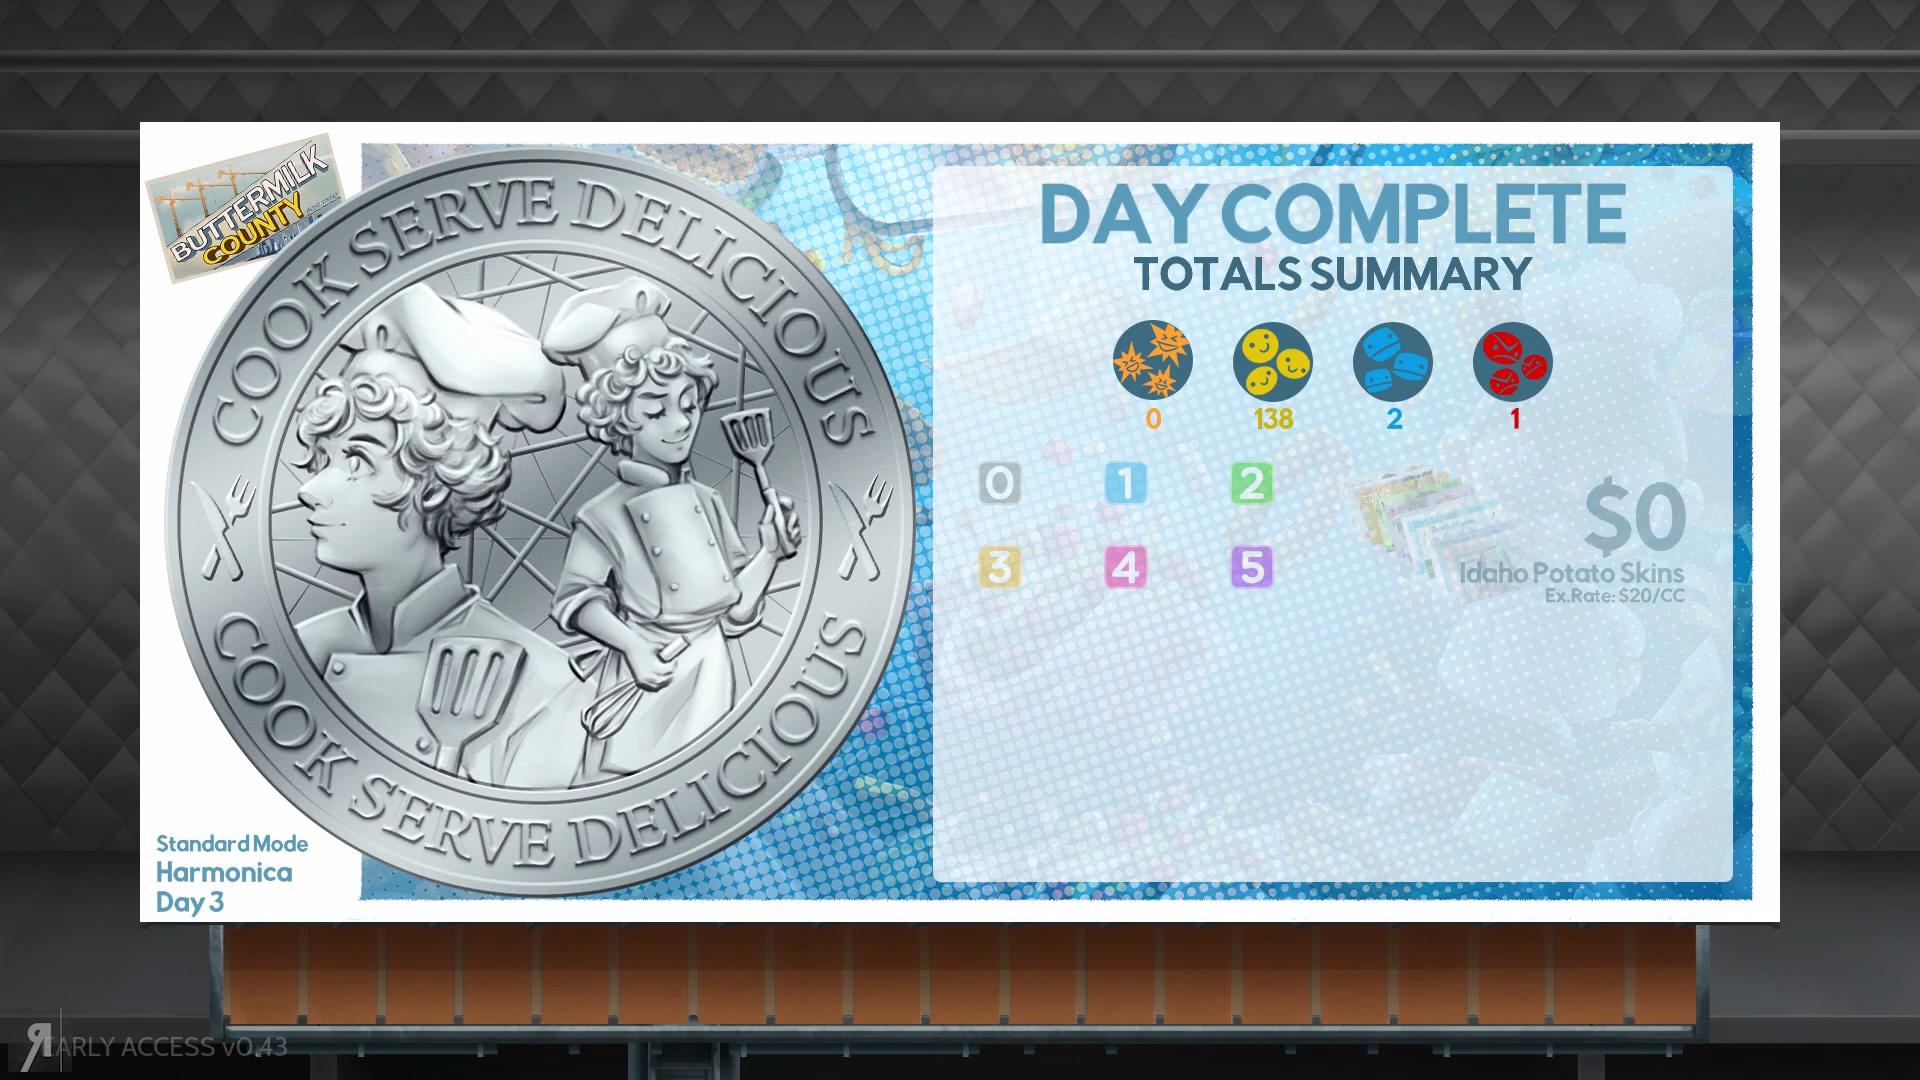 BUTTERMILK
COUNTY
COOK SERVE DELICIOUS
COOK SERVE DELICIOUS
DAY COMPLETE
TOTALS SUMMARY
0 138 2 1
0 1 2
3 4 5
$0
Idaho Potato Skins
Ex.Rate: $20/CC
Standard Mode
Harmonica
Day 3
EARLY ACCESS v0.43